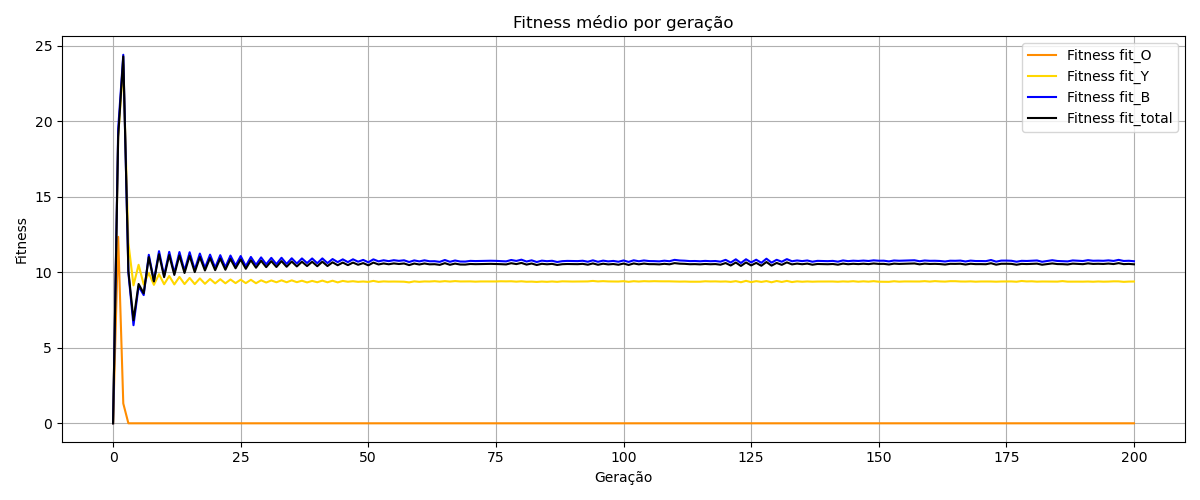 Fitness médio por geração
Fitness
25
20
15
10
5
0
Fitness fit_O
Fitness fit_Y
Fitness fit_B
Fitness fit_total
0 25 50 75 100 125 150 175 200
Geração